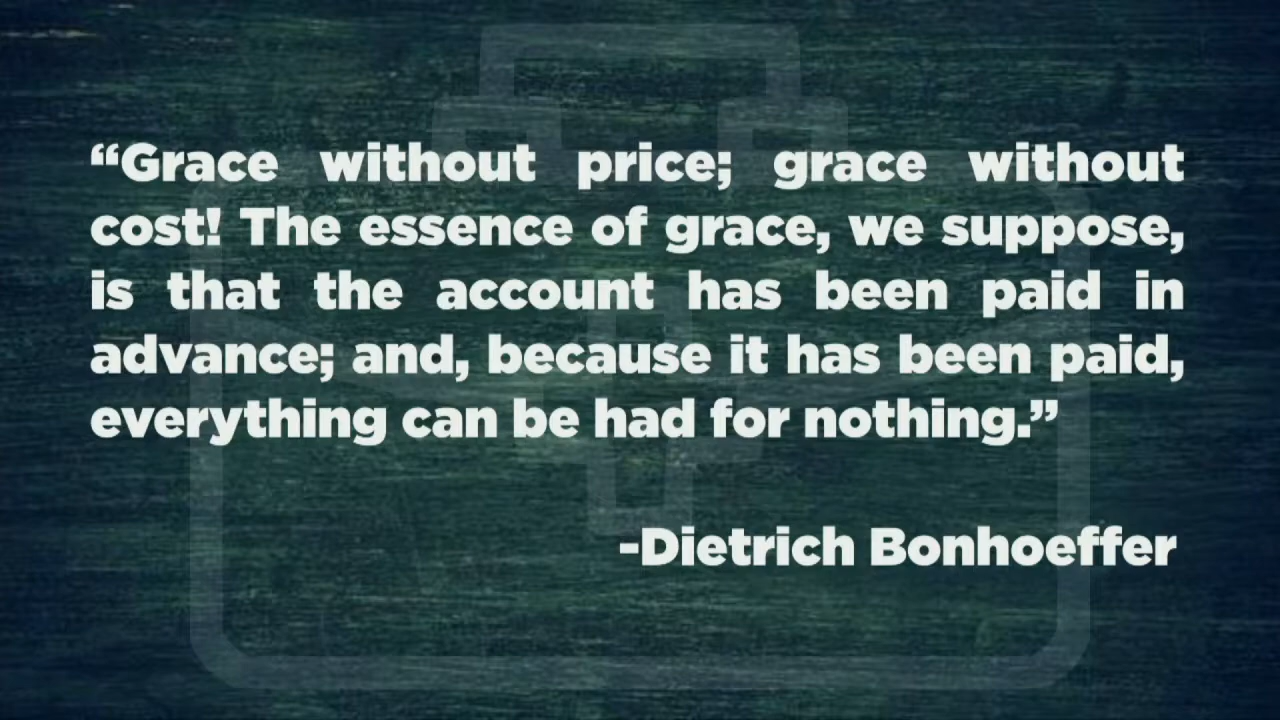 “Grace without price; grace without
cost! The essence of grace, we suppose,
is that the account has been paid in
advance; and, because it has been paid,
everything can be had for nothing.”
-Dietrich Bonhoeffer